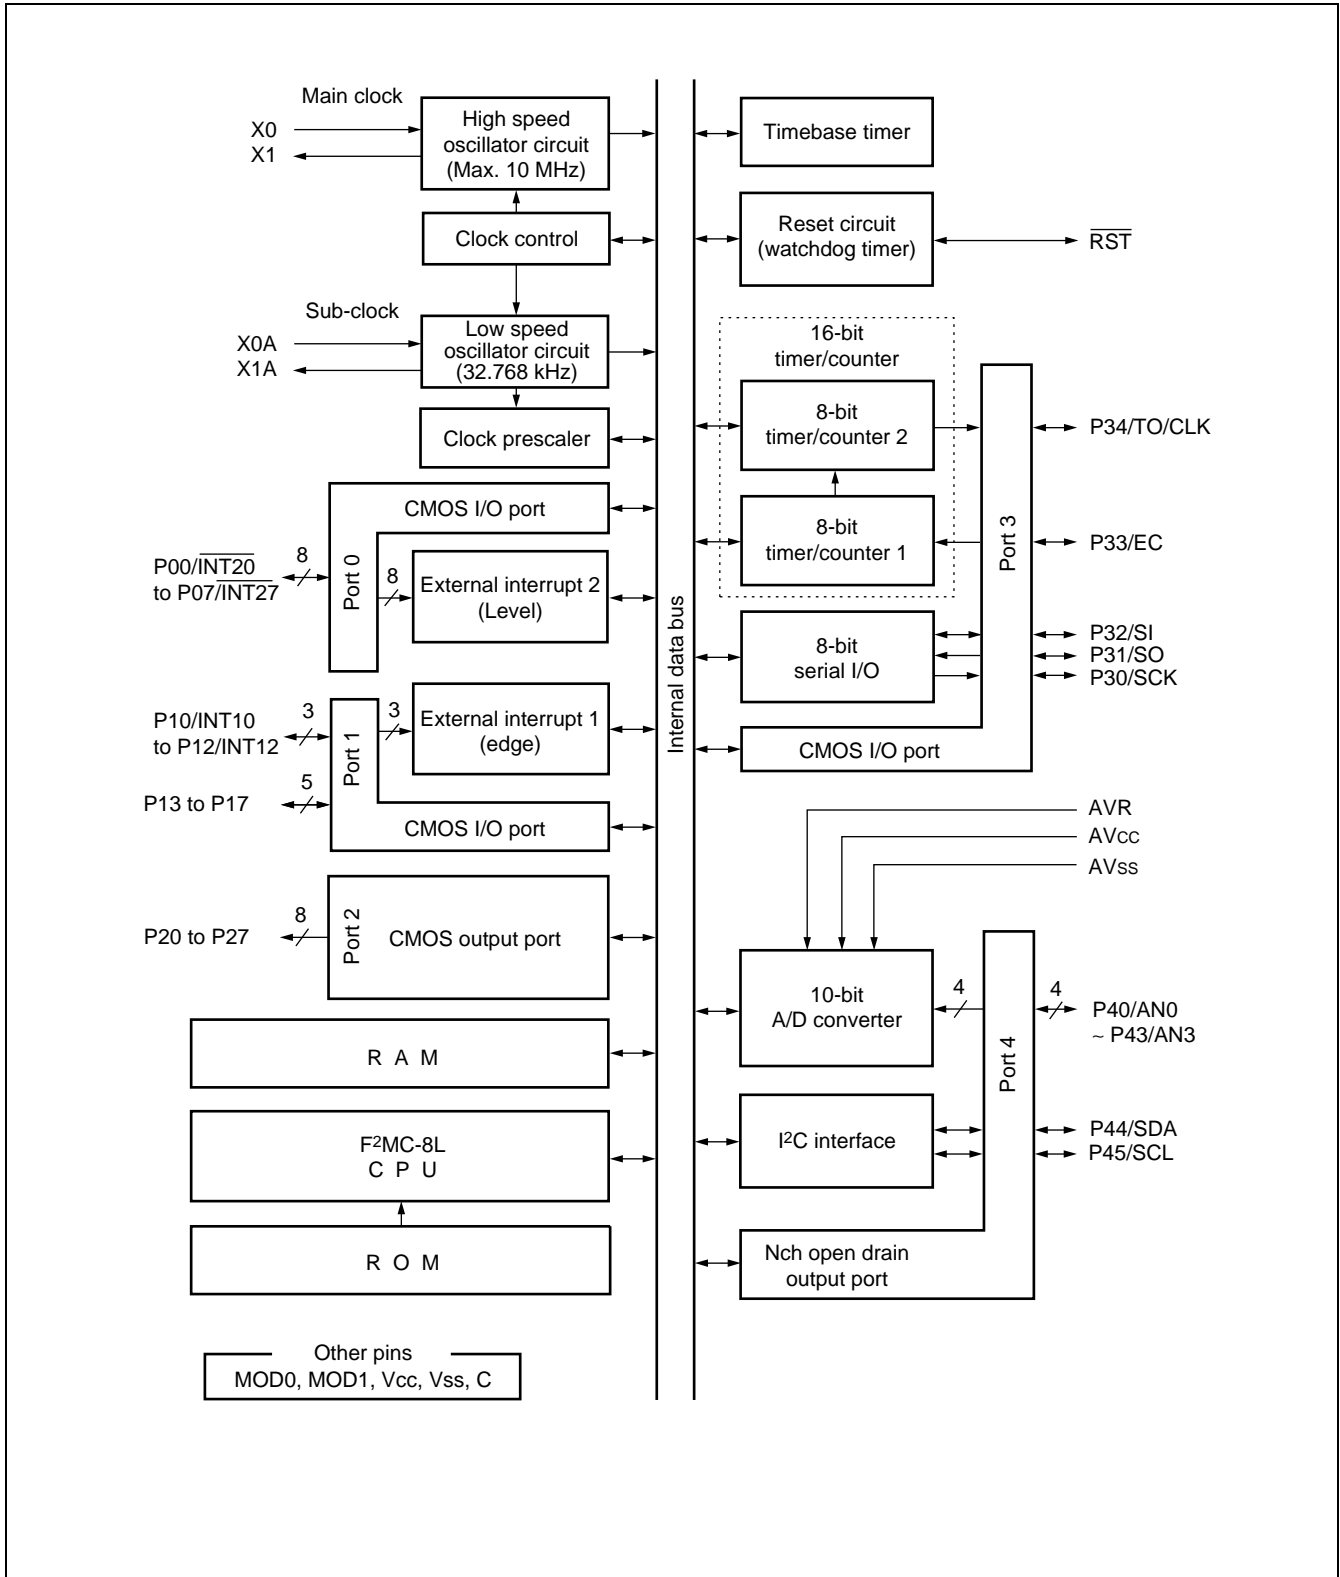 Main clock
X0
X1
High speed
oscillator circuit
(Max. 10 MHz)
Clock control
Sub-clock
X0A
X1A
Low speed
oscillator circuit
(32.768 kHz)
Clock prescaler
CMOS I/O port
Port 0
P00/INT20
to P07/INT27
8
8
External interrupt 2
(Level)
P10/INT10
to P12/INT12
3
3
External interrupt 1
(edge)
Port 1
P13 to P17
5
CMOS I/O port
P20 to P27
8
Port 2
CMOS output port
R A M
F²MC-8L
C P U
R O M
Other pins
MOD0, MOD1, Vcc, Vss, C
Internal data bus
Timebase timer
Reset circuit
(watchdog timer)
RST
16-bit
timer/counter
8-bit
timer/counter 2
8-bit
timer/counter 1
8-bit
serial I/O
CMOS I/O port
Port 3
P34/TO/CLK
P33/EC
P32/SI
P31/SO
P30/SCK
AVR
AVcc
AVss
10-bit
A/D converter
4
4
P40/AN0
~ P43/AN3
Port 4
I²C interface
P44/SDA
P45/SCL
Nch open drain
output port